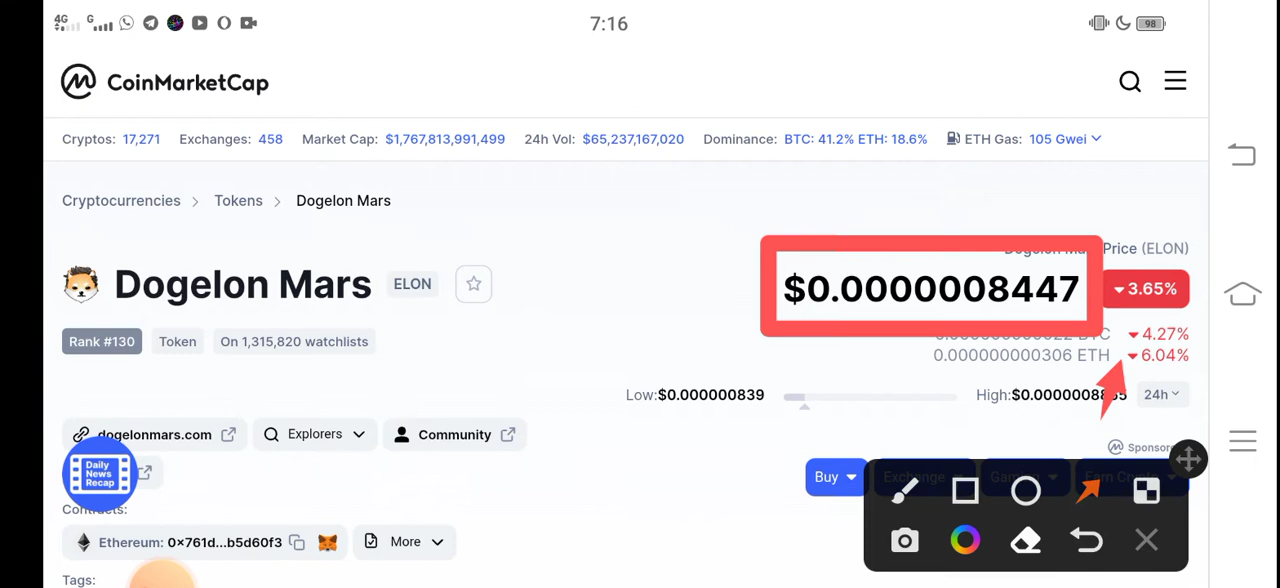 4G G 7:16 98
CoinMarketCap
Cryptos: 17,271 Exchanges: 458 Market Cap: $1,767,813,991,499 24h Vol: $65,237,167,020 Dominance: BTC: 41.2% ETH: 18.6% ETH Gas: 105 Gwei
Cryptocurrencies > Tokens > Dogelon Mars
Price (ELON)
Dogelon Mars ELON $0.0000008447 3.65%
Rank #130 Token On 1,315,820 watchlists
BTC 4.27%
0.000000000306 ETH 6.04%
Low:$0.000000839 High: 24h
dogelonmars.com Explorers Community
Daily
News
Recap
Buy
Contracts:
Ethereum: 0x761d...b5d60f3 More
Tags: